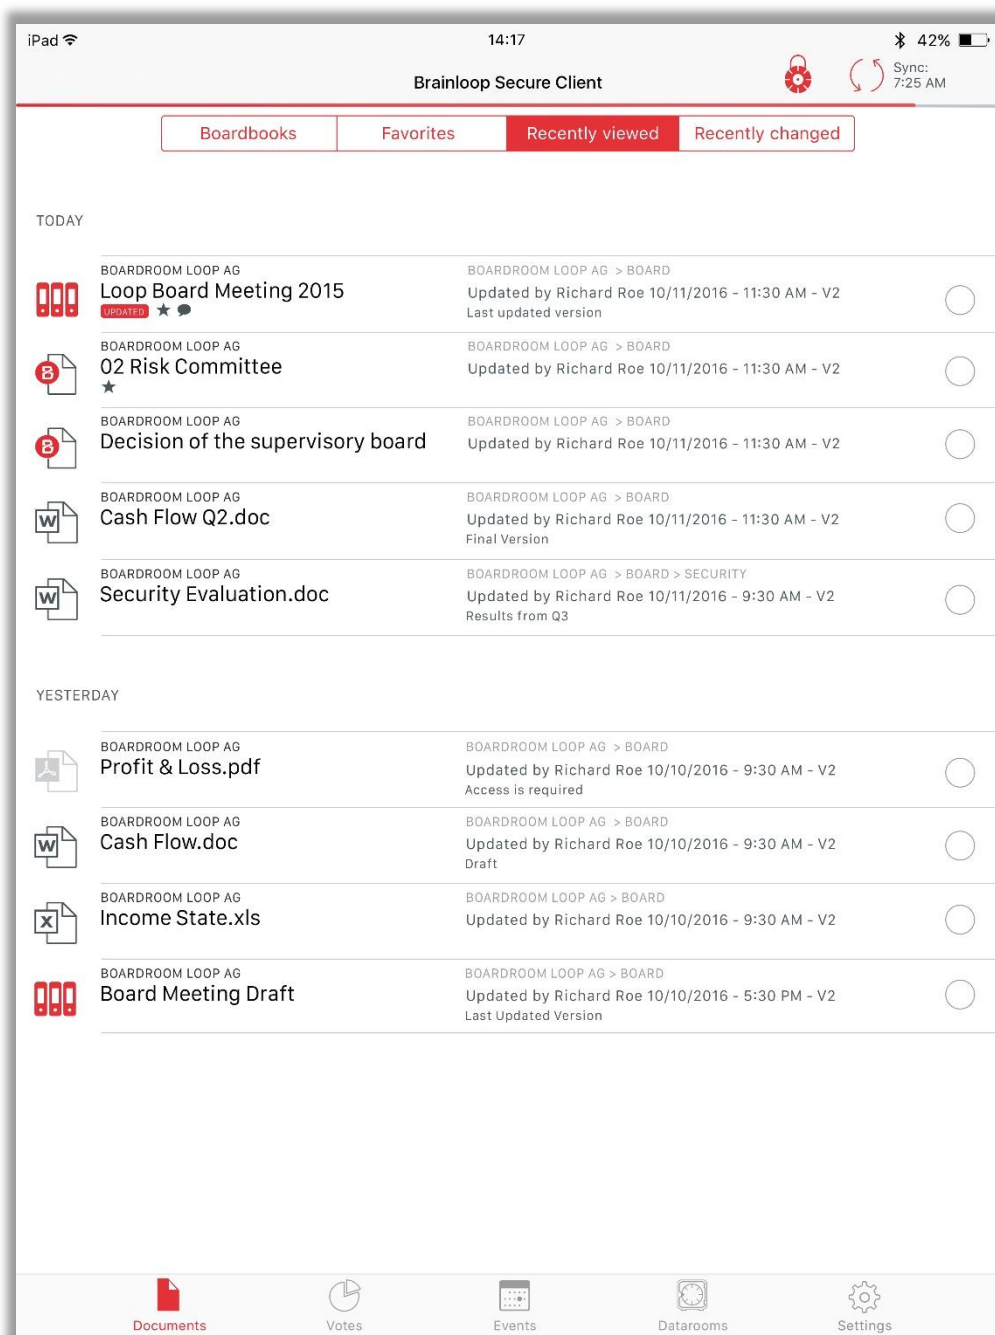 iPad 14:17 42%
Brainloop Secure Client
Sync:
7:25 AM
Boardbooks Favorites Recently viewed Recently changed
TODAY
BOARDROOM LOOP AG
Loop Board Meeting 2015
UPDATED
BOARDROOM LOOP AG > BOARD
Updated by Richard Roe 10/11/2016 - 11:30 AM - V2
Last updated version
BOARDROOM LOOP AG
02 Risk Committee
BOARDROOM LOOP AG > BOARD
Updated by Richard Roe 10/11/2016 - 11:30 AM - V2
B
BOARDROOM LOOP AG
Decision of the supervisory board
BOARDROOM LOOP AG > BOARD
Updated by Richard Roe 10/11/2016 - 11:30 AM - V2
B
BOARDROOM LOOP AG
Cash Flow Q2.doc
BOARDROOM LOOP AG > BOARD
Updated by Richard Roe 10/11/2016 - 11:30 AM - V2
Final Version
W
BOARDROOM LOOP AG
Security Evaluation.doc
BOARDROOM LOOP AG > BOARD > SECURITY
Updated by Richard Roe 10/11/2016 - 9:30 AM - V2
Results from Q3
W
YESTERDAY
BOARDROOM LOOP AG
Profit & Loss.pdf
BOARDROOM LOOP AG > BOARD
Updated by Richard Roe 10/10/2016 - 9:30 AM - V2
Access is required
BOARDROOM LOOP AG
Cash Flow.doc
BOARDROOM LOOP AG > BOARD
Updated by Richard Roe 10/10/2016 - 9:30 AM - V2
Draft
W
BOARDROOM LOOP AG
Income State.xls
BOARDROOM LOOP AG > BOARD
Updated by Richard Roe 10/10/2016 - 9:30 AM - V2
X
BOARDROOM LOOP AG
Board Meeting Draft
BOARDROOM LOOP AG > BOARD
Updated by Richard Roe 10/10/2016 - 5:30 PM - V2
Last Updated Version
Documents Votes Events Datarooms Settings